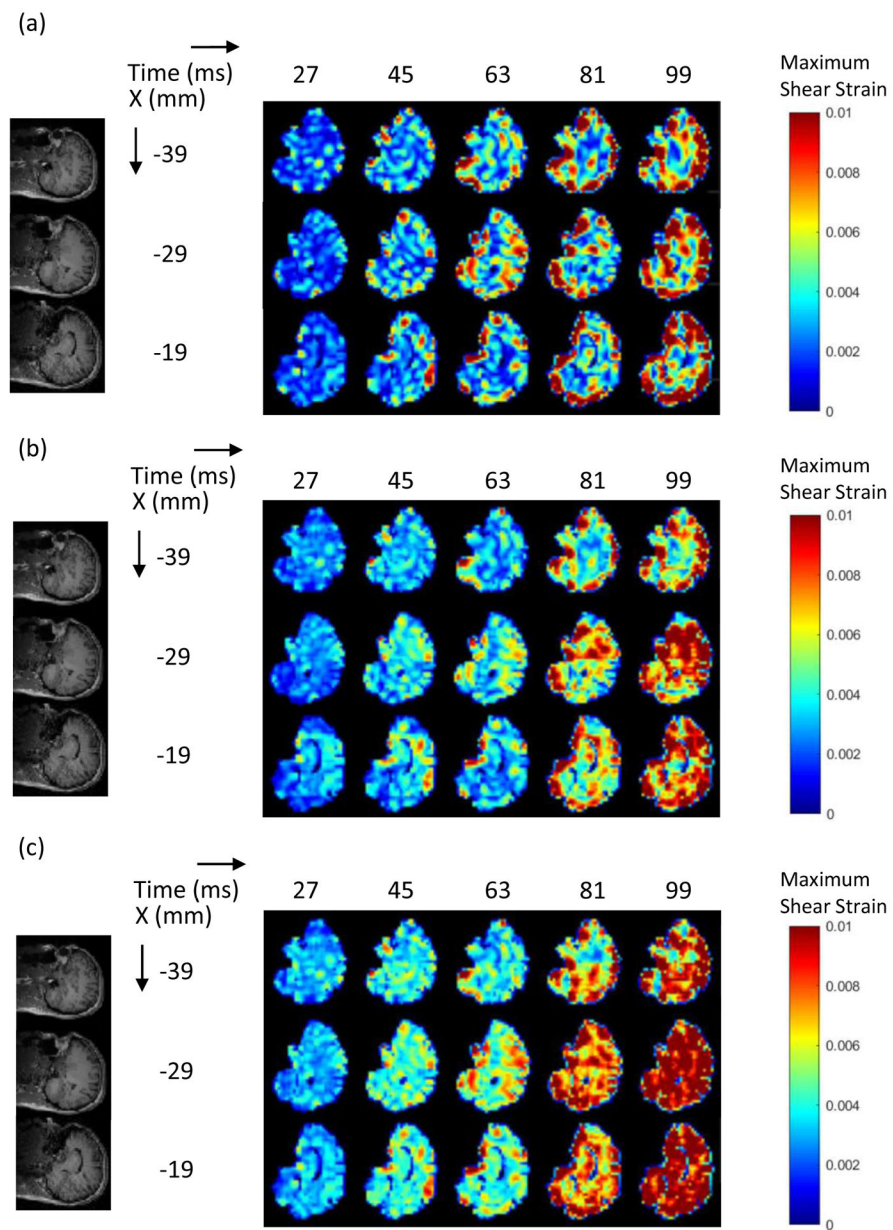 (a)
Time (ms)
X (mm)
27 45 63 81 99
-39
-29
-19
Maximum
Shear Strain
0.01
0.008
0.006
0.004
0.002
0
(b)
Time (ms)
X (mm)
27 45 63 81 99
-39
-29
-19
Maximum
Shear Strain
0.01
0.008
0.006
0.004
0.002
0
(c)
Time (ms)
X (mm)
27 45 63 81 99
-39
-29
-19
Maximum
Shear Strain
0.01
0.008
0.006
0.004
0.002
0